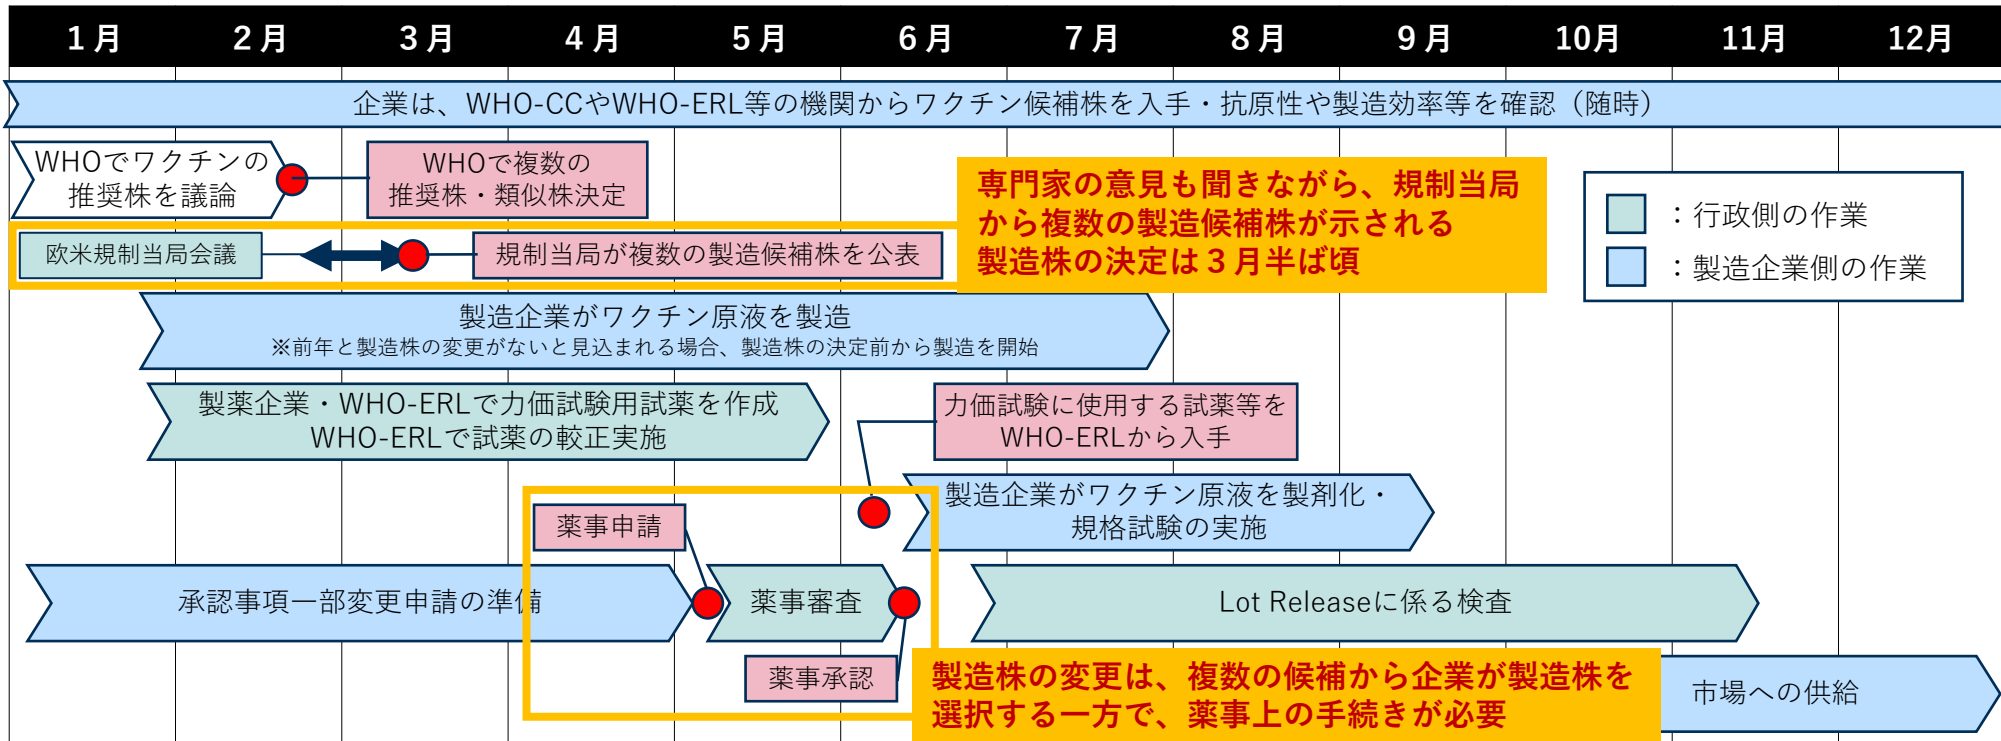 1月 2月 3月 4月 5月 6月 7月 8月 9月 10月 11月 12月
企業は、WHO-CCやWHO-ERL等の機関からワクチン候補株を入手・抗原性や製造効率等を確認（随時）
WHOでワクチンの
推奨株を議論
WHOで複数の
推奨株・類似株決定
専門家の意見も聞きながら、規制当局
から複数の製造候補株が示される
製造株の決定は３月半ば頃
：行政側の作業
：製造企業側の作業
欧米規制当局会議
規制当局が複数の製造候補株を公表
製造企業がワクチン原液を製造
※前年と製造株の変更がないと見込まれる場合、製造株の決定前から製造を開始
製薬企業・WHO-ERLで力価試験用試薬を作成
WHO-ERLで試薬の較正実施
力価試験に使用する試薬等を
WHO-ERLから入手
製造企業がワクチン原液を製剤化・
規格試験の実施
薬事申請
承認事項一部変更申請の準備
薬事審査
Lot Releaseに係る検査
薬事承認
製造株の変更は、複数の候補から企業が製造株を
選択する一方で、薬事上の手続きが必要
市場への供給